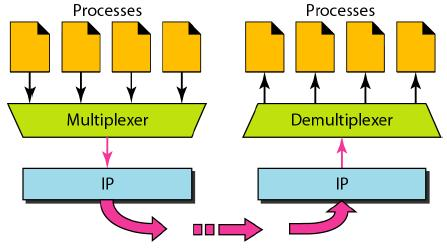 Processes
Processes
Multiplexer
Demultiplexer
IP
IP